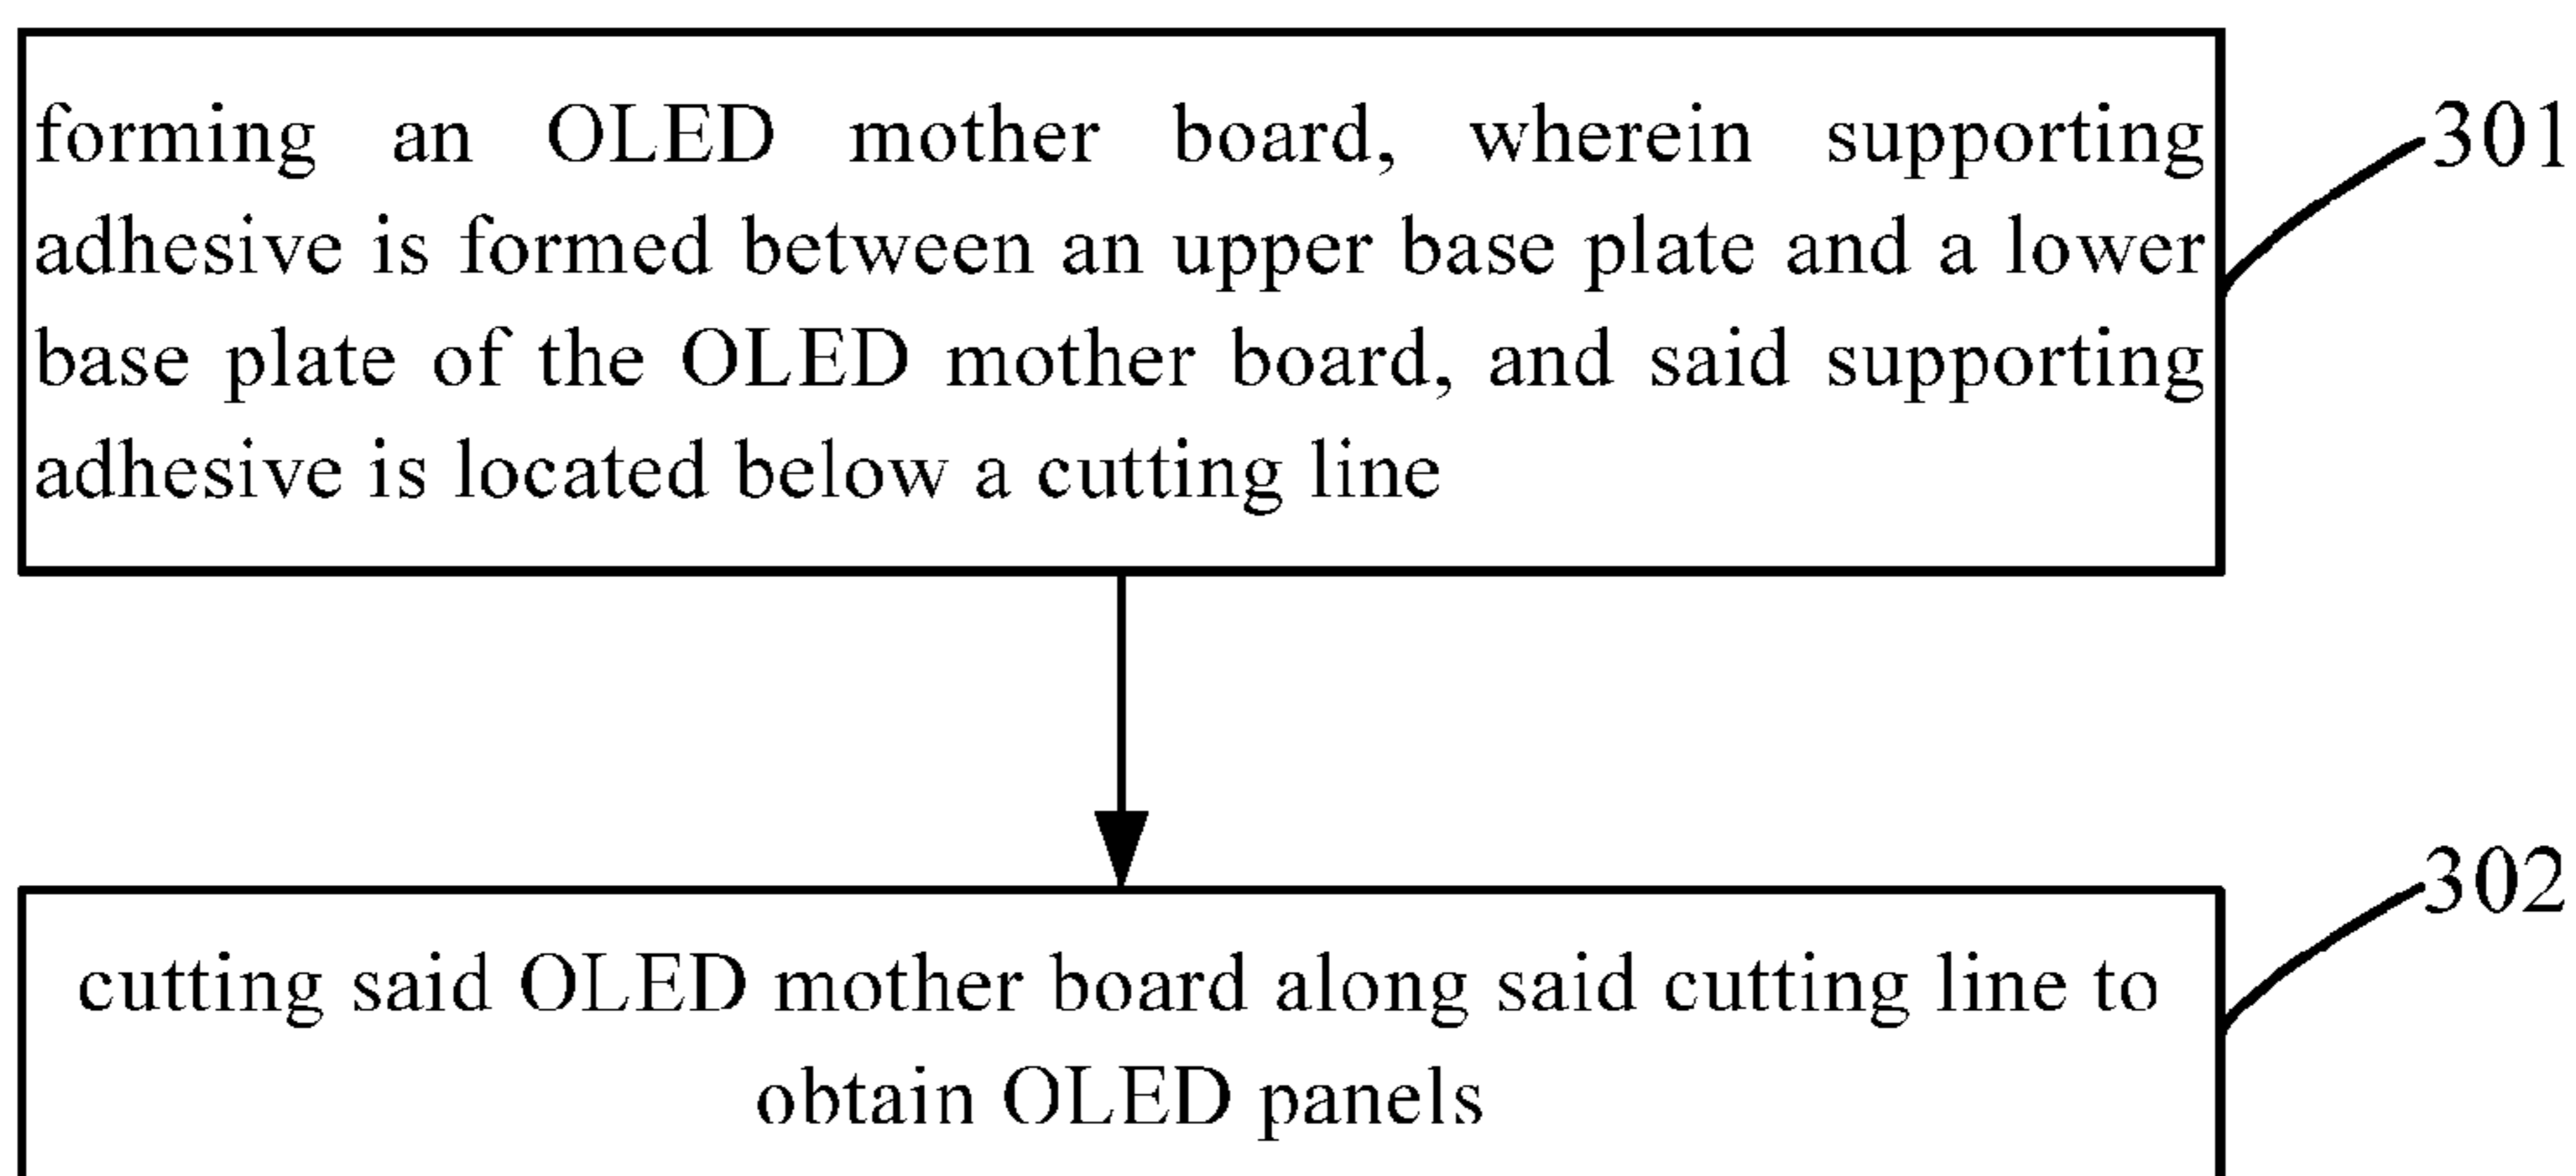 forming an OLED mother board, wherein supporting
adhesive is formed between an upper base plate and a lower
base plate of the OLED mother board, and said supporting
adhesive is located below a cutting line
301
cutting said OLED mother board along said cutting line to
obtain OLED panels
302